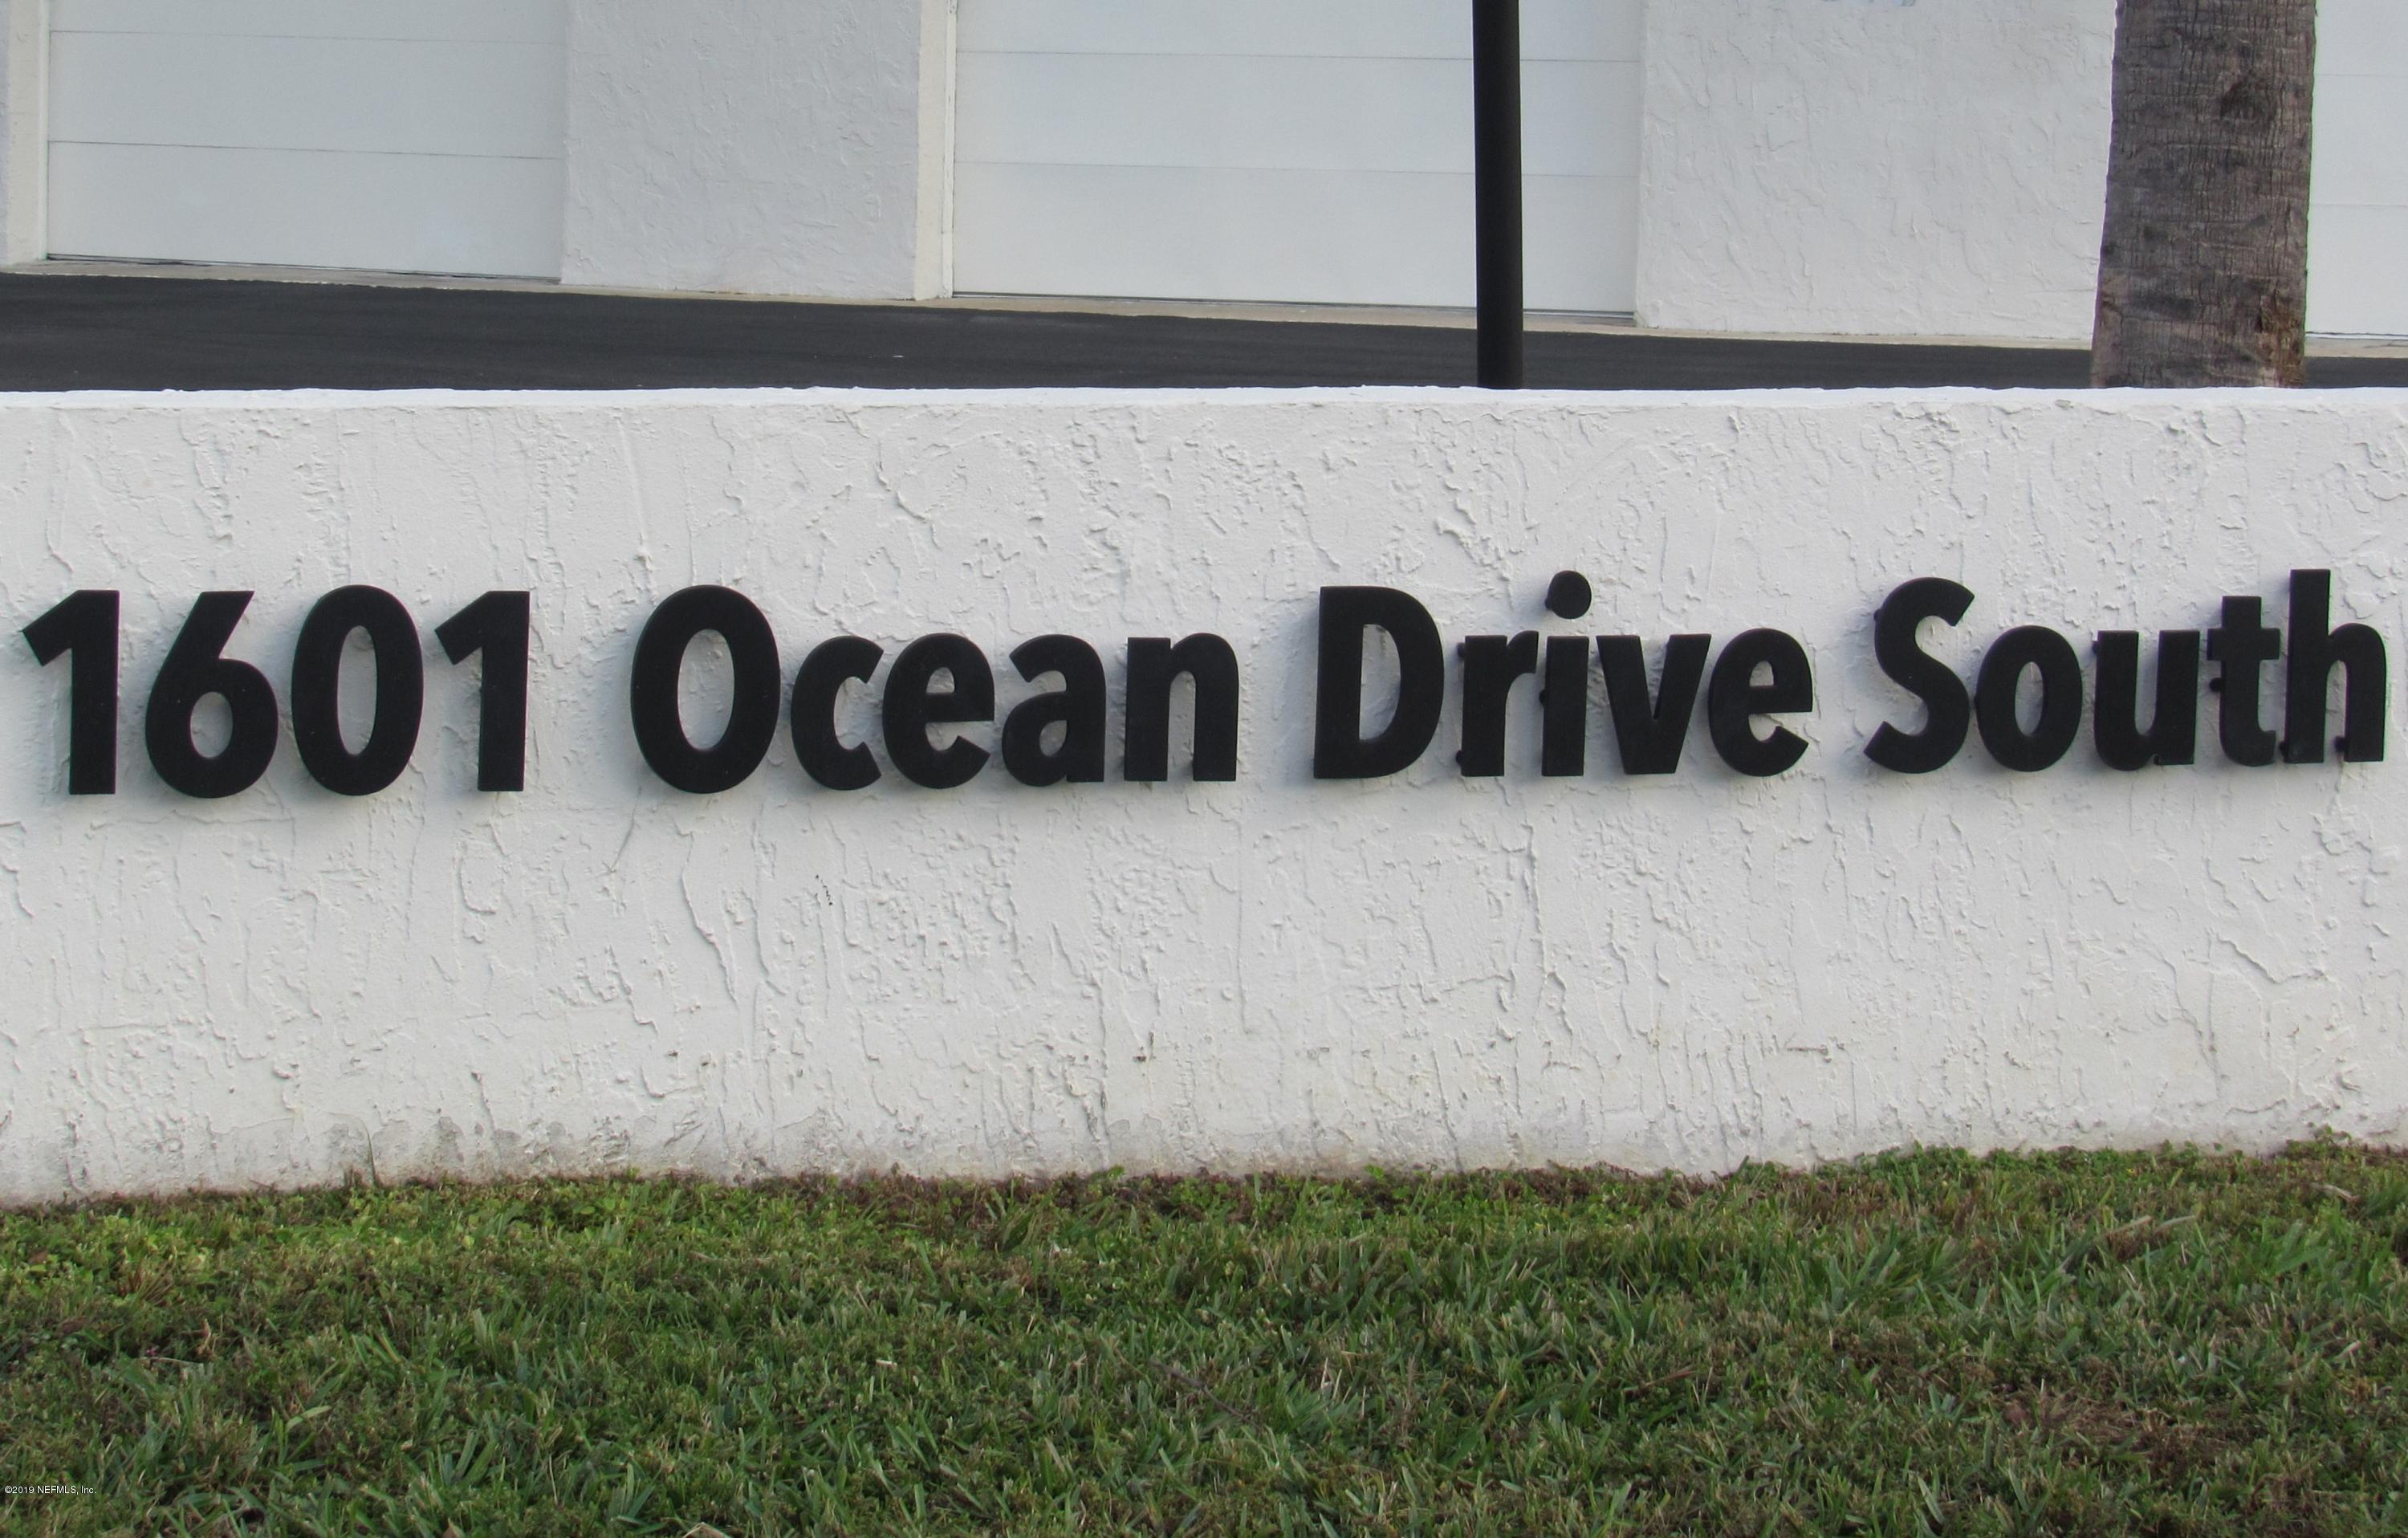 1601 Ocean Drive South
©2019 NEFMLS, Inc.